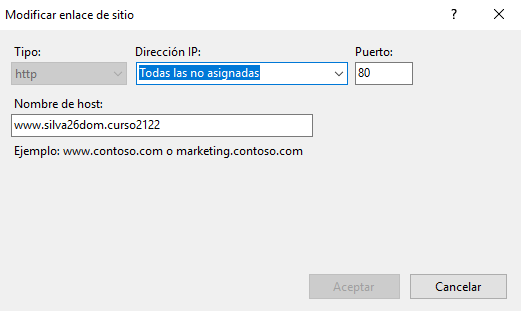 Modificar enlace de sitio
Tipo: Dirección IP: Puerto:
http Todas las no asignadas 80
Nombre de host:
www.silva26dom.curso2122
Ejemplo: www.contoso.com o marketing.contoso.com
Aceptar Cancelar